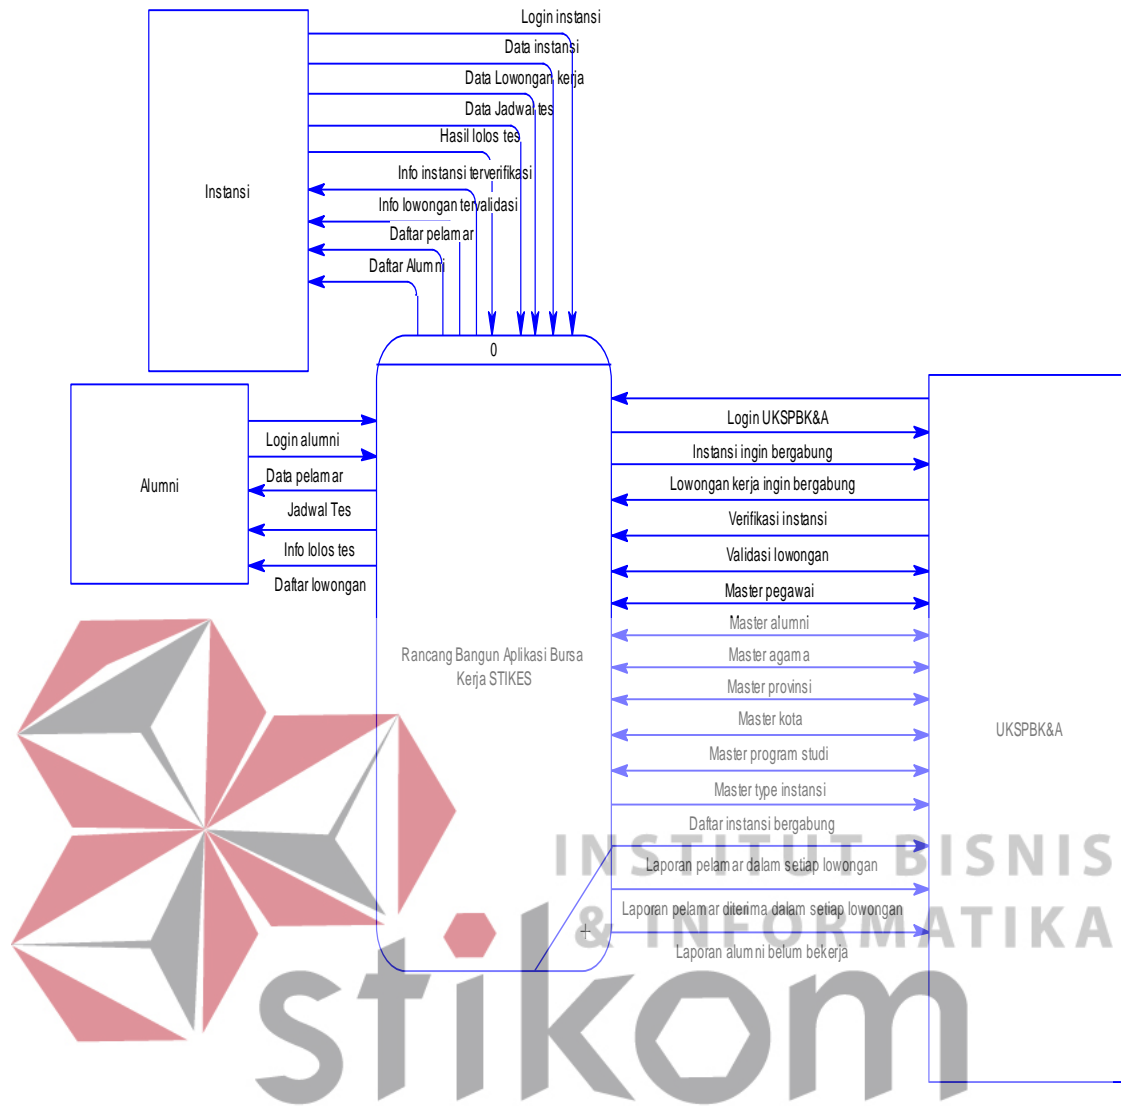 Login instansi
Data instansi
Data Lowongan kerja
Data Jadwal tes
Hasil lolos tes
Info instansi terverifikasi
Info lowongan tervalidasi
Daftar pelamar
Daftar Alumni
Instansi
0
Alumni
Login alumni
Data pelamar
Jadwal Tes
Info lolos tes
Daftar lowongan
Rancang Bangun Aplikasi Bursa
Kerja STIKES
Login UKSPBK&A
Instansi ingin bergabung
Lowongan kerja ingin bergabung
Verifikasi instansi
Validasi lowongan
Master pegawai
Master alumni
Master agama
Master provinsi
Master kota
Master program studi
Master type instansi
Daftar instansi bergabung
Laporan pelamar dalam setiap lowongan
Laporan pelamar diterima dalam setiap lowongan
Laporan alumni belum bekerja
UKSPBK&A
+
INSTITUT BISNIS
& INFORMATIKA
stikom